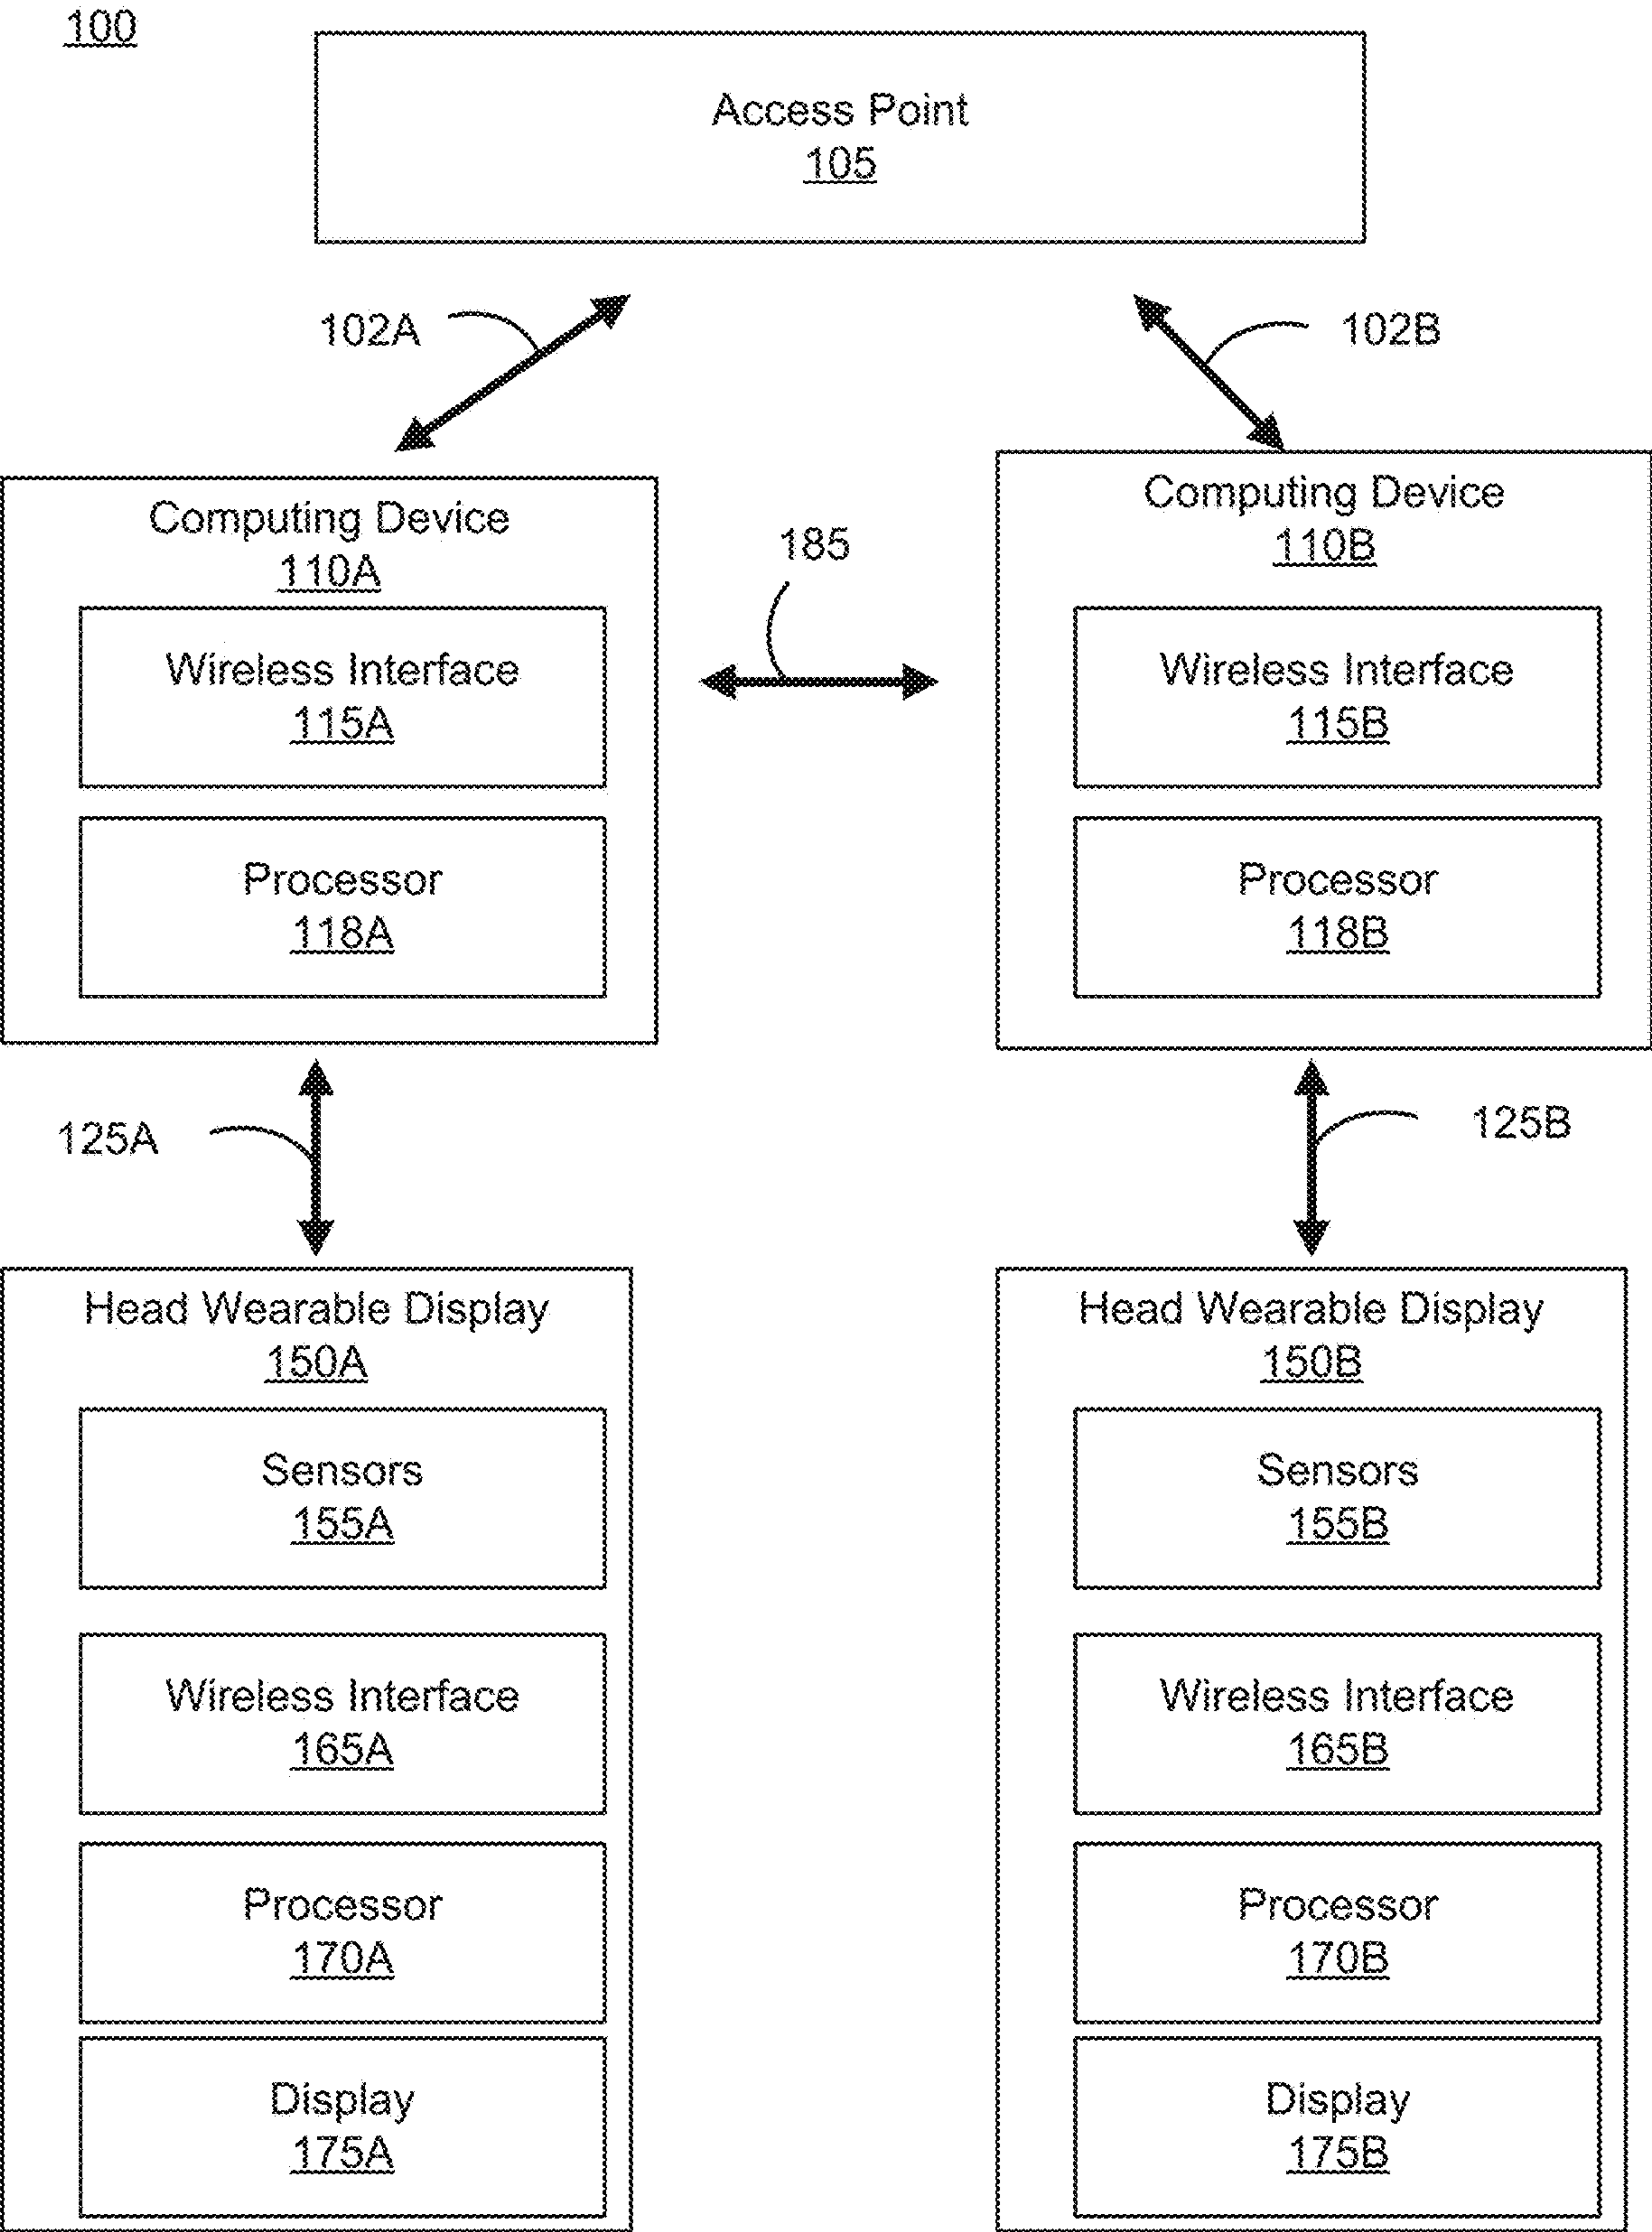 100
Access Point
105
102A
102B
Computing Device
110A
Wireless Interface
115A
Processor
118A
185
Computing Device
110B
Wireless Interface
115B
Processor
118B
125A
125B
Head Wearable Display
150A
Sensors
155A
Wireless Interface
165A
Processor
170A
Display
175A
Head Wearable Display
150B
Sensors
155B
Wireless Interface
165B
Processor
170B
Display
175B